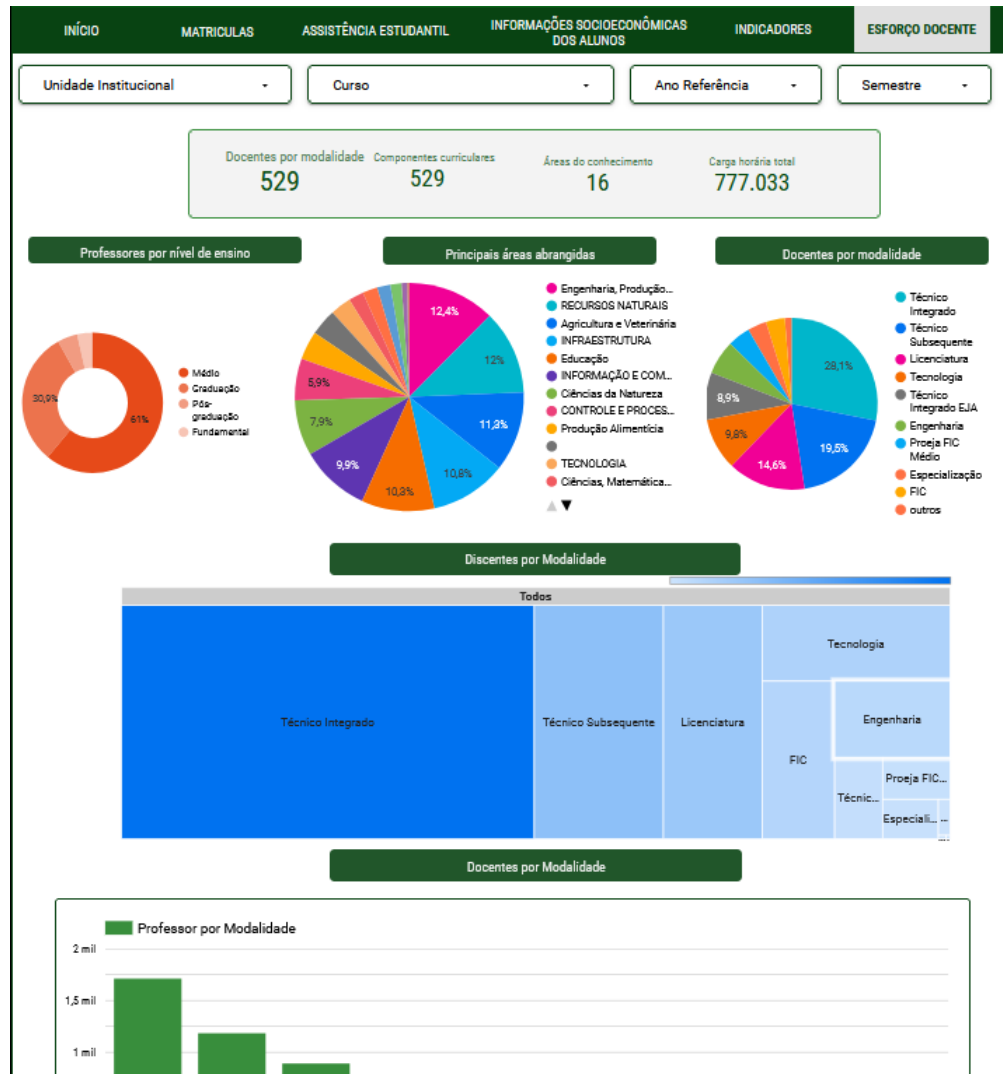 INÍCIO
MATRICULAS
ASSISTÊNCIA ESTUDANTIL
INFORMAÇÕES SOCIOECONÔMICAS
DOS ALUNOS
INDICADORES
ESFORÇO DOCENTE
Unidade Institucional
Curso
Ano Referência
Semestre
Docentes por modalidade
529
Componentes curriculares
529
Áreas do conhecimento
16
Carga horária total
777.033
Professores por nível de ensino
30,9%
61%
Médio
Graduação
Pós-
graduação
Fundamental
Principais áreas abrangidas
12,4%
12%
11,3%
10,8%
10,3%
9,9%
7,9%
5,9%
Engenharia, Produção...
RECURSOS NATURAIS
Agricultura e Veterinária
INFRAESTRUTURA
Educação
INFORMAÇÃO E COM...
Ciências da Natureza
CONTROLE E PROCES...
Produção Alimentícia
TECNOLOGIA
Ciências, Matemática...
Docentes por modalidade
28,1%
19,5%
14,6%
9,8%
8,9%
Técnico
Integrado
Técnico
Subsequente
Licenciatura
Tecnologia
Técnico
Integrado EJA
Engenharia
Proeja FIC
Médio
Especialização
FIC
outros
Discentes por Modalidade
Todos
Técnico Integrado
Técnico Subsequente
Licenciatura
Tecnologia
FIC
Engenharia
Técnic...
Proeja FIC...
Especiali...
...
Docentes por Modalidade
Professor por Modalidade
2 mil
1,5 mil
1 mil